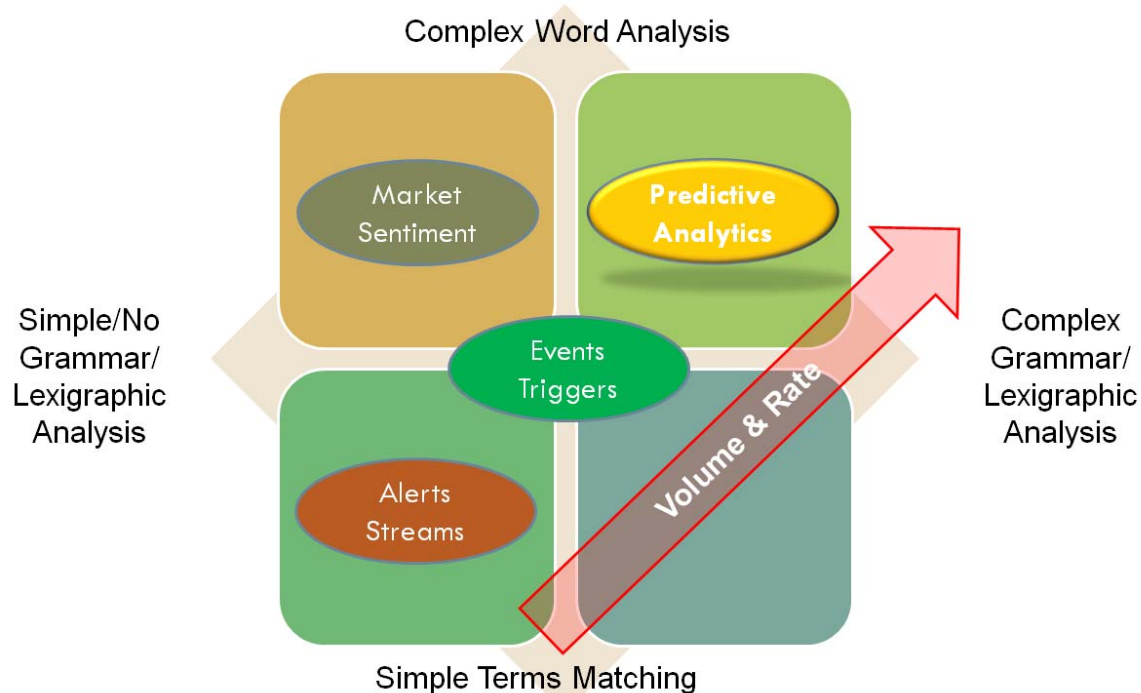 Complex Word Analysis
Market
Sentiment
Predictive
Analytics
Simple/No
Grammar/
Lexigraphic
Analysis
Events
Triggers
Complex
Grammar/
Lexigraphic
Analysis
Volume & Rate
Alerts
Streams
Simple Terms Matching